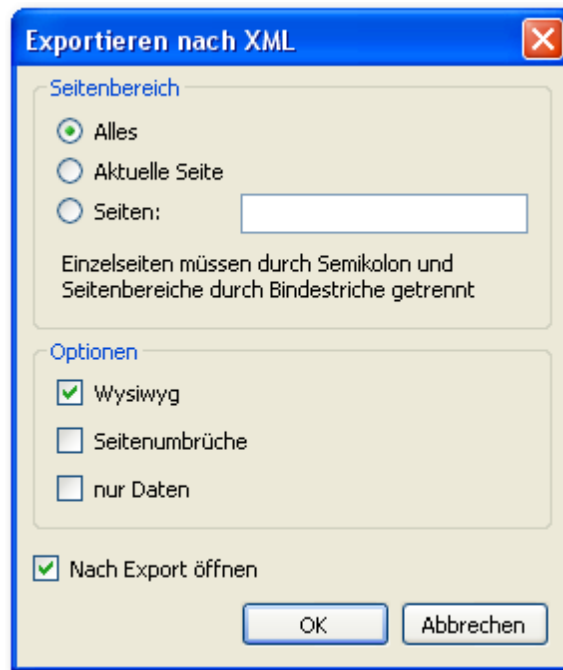 Exportieren nach XML
Seitenbereich
Alles
Aktuelle Seite
Seiten:
Einzelseiten müssen durch Semikolon und
Seitenbereiche durch Bindestriche getrennt
Optionen
Wysiwyg
Seitenumbrüche
nur Daten
Nach Export öffnen
OK Abbrechen